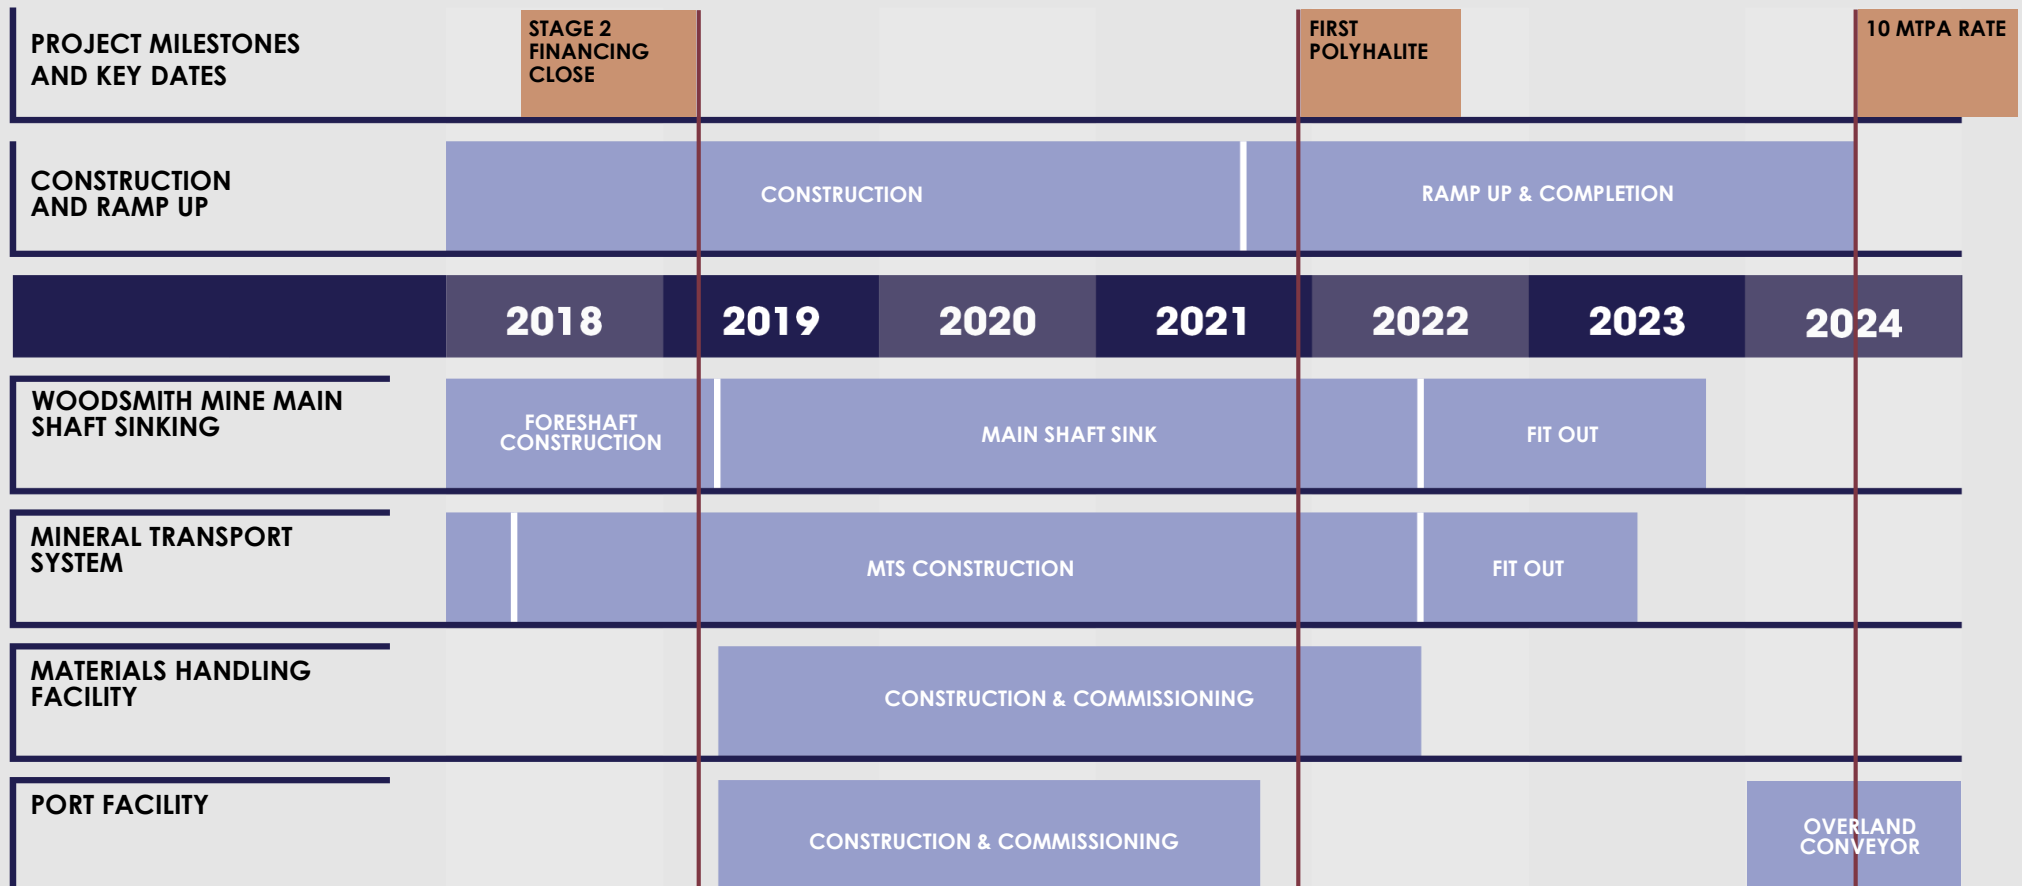 PROJECT MILESTONES
AND KEY DATES
STAGE 2
FINANCING
CLOSE
FIRST
POLYHALITE
10 MTPA RATE
CONSTRUCTION
AND RAMP UP
CONSTRUCTION
RAMP UP & COMPLETION
2018 2019 2020 2021 2022 2023 2024
WOODSMITH MINE MAIN
SHAFT SINKING
FORESHAFT
CONSTRUCTION
MAIN SHAFT SINK
FIT OUT
MINERAL TRANSPORT
SYSTEM
MTS CONSTRUCTION
FIT OUT
MATERIALS HANDLING
FACILITY
CONSTRUCTION & COMMISSIONING
PORT FACILITY
CONSTRUCTION & COMMISSIONING
OVERLAND
CONVEYOR